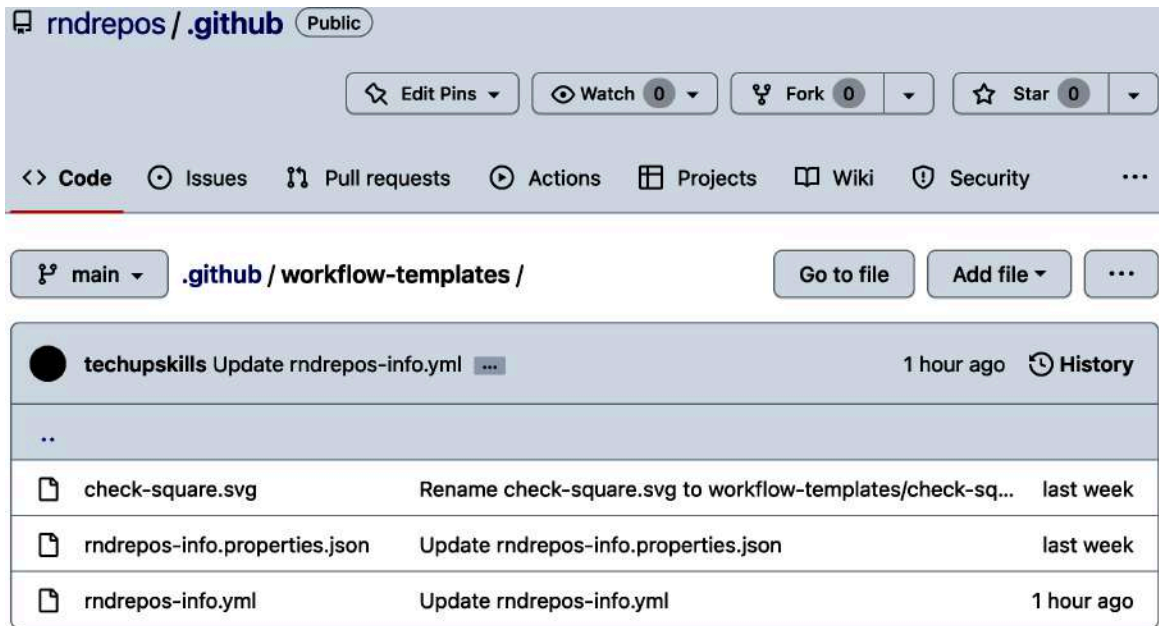 rndrepos / .github Public
Edit Pins Watch 0 Fork 0 Star 0
<> Code Issues Pull requests Actions Projects Wiki Security ...
main .github / workflow-templates / Go to file Add file ...
techupskills Update rndrepos-info.yml ... 1 hour ago History
..
check-square.svg Rename check-square.svg to workflow-templates/check-sq... last week
rndrepos-info.properties.json Update rndrepos-info.properties.json last week
rndrepos-info.yml Update rndrepos-info.yml 1 hour ago